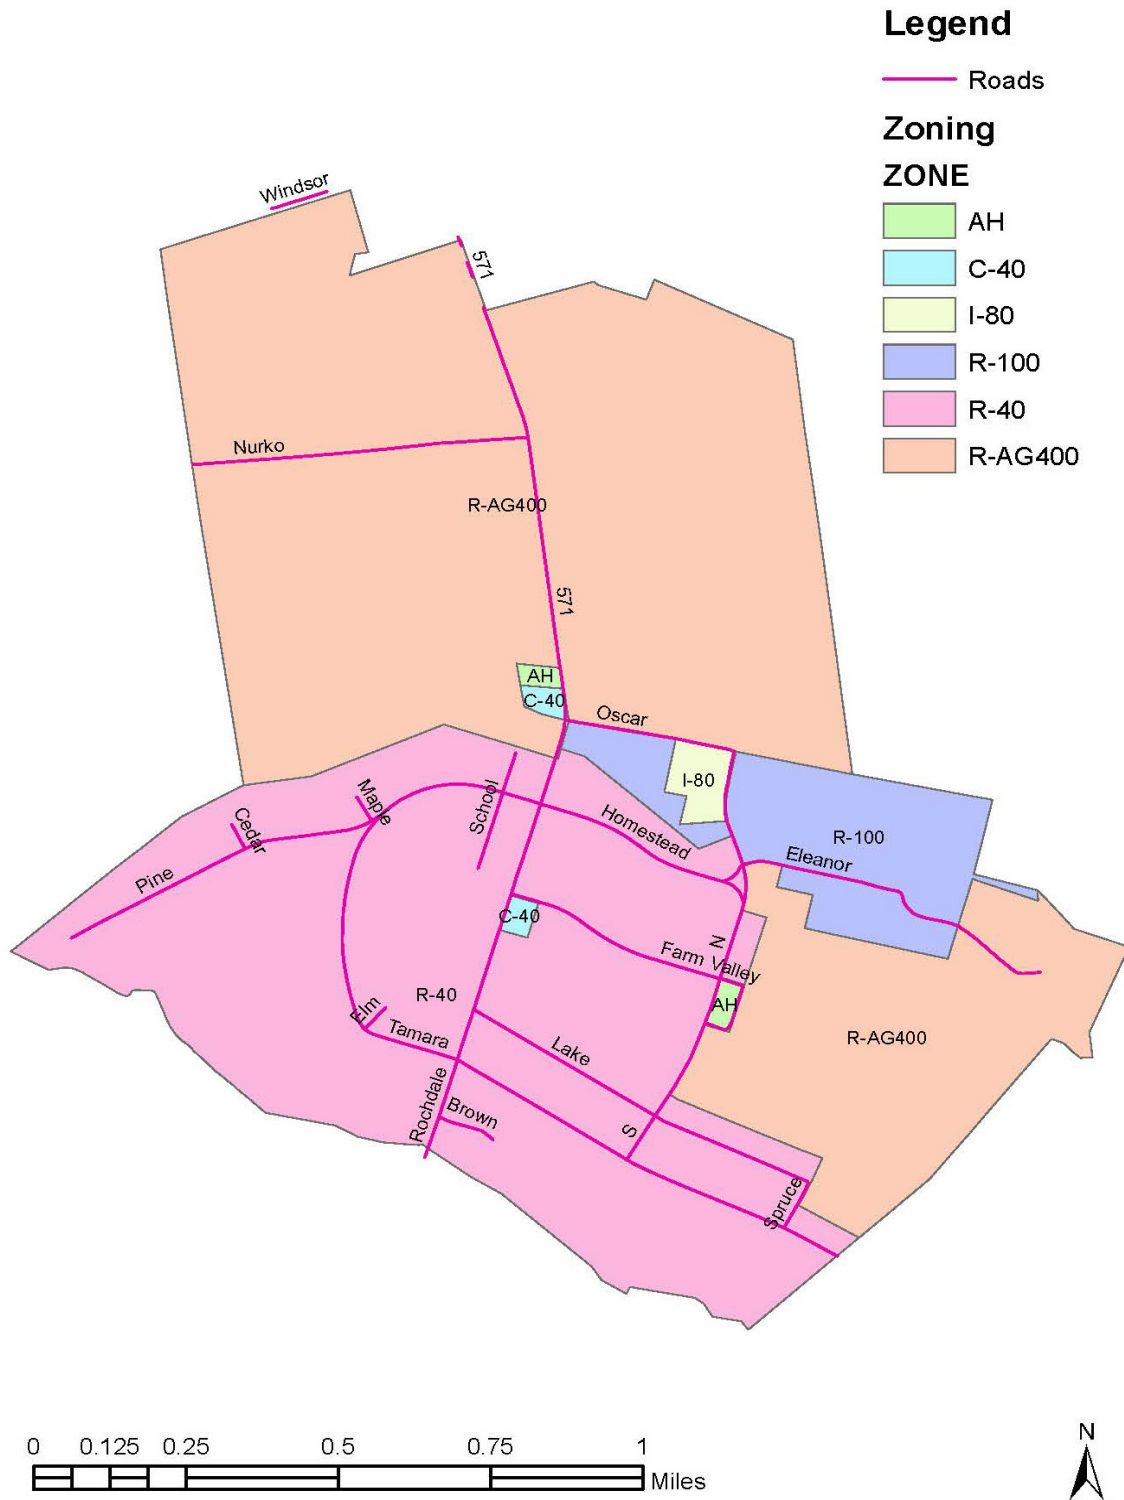 Legend
Roads
Zoning
ZONE
AH
C-40
I-80
R-100
R-40
R-AG400
Windsor
571
Nurko
R-AG400
571
AH
C-40
Oscar
I-80
School
Maple
Homestead
Cedar
R-100
Eleanor
Pine
C-40
N
Farm Valley
R-40
AH
Elm
Tamara
Lake
R-AG400
Rochdale
Brown
S
Spruce
N
0 0.125 0.25 0.5 0.75 1
Miles